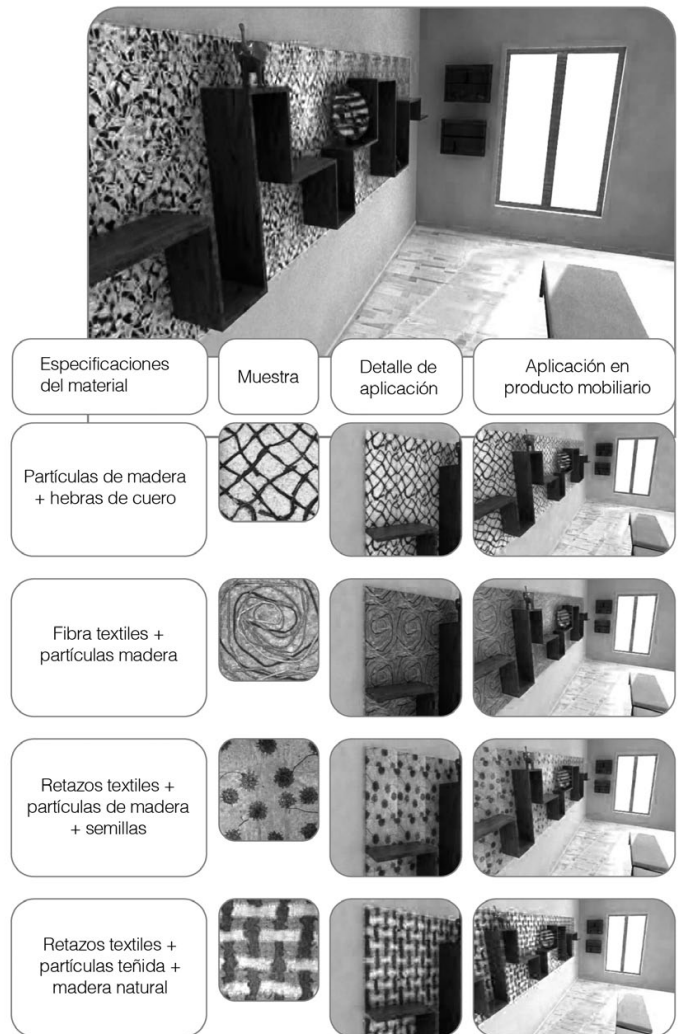 Especificaciones
del material
Muestra
Detalle de
aplicación
Aplicación en
producto mobiliario
Partículas de madera
+ hebras de cuero
Fibra textiles +
partículas madera
Retazos textiles +
partículas de madera
+ semillas
Retazos textiles +
partículas teñida +
madera natural